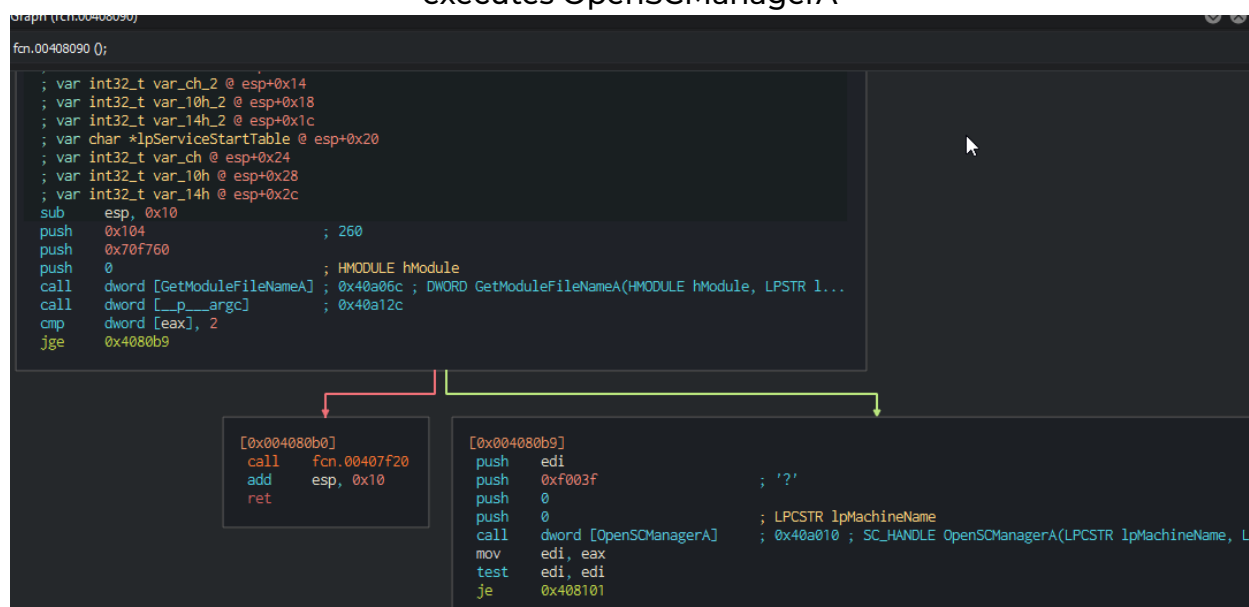 executes OpenSCManagerA
Graph (fcn.00408090)
fcn.00408090 ();
; var int32_t var_ch_2 @ esp+0x14
; var int32_t var_10h_2 @ esp+0x18
; var int32_t var_14h_2 @ esp+0x1c
; var char *lpServiceStartTable @ esp+0x20
; var int32_t var_ch @ esp+0x24
; var int32_t var_10h @ esp+0x28
; var int32_t var_14h @ esp+0x2c
sub esp, 0x10
push 0x104 ; 260
push 0x70f760
push 0 ; HMODULE hModule
call dword [GetModuleFileNameA] ; 0x40a06c ; DWORD GetModuleFileNameA(HMODULE hModule, LPSTR l...
call dword [__p___argc] ; 0x40a12c
cmp dword [eax], 2
jge 0x4080b9
[0x004080b0]
call fcn.00407f20
add esp, 0x10
ret
[0x004080b9]
push edi
push 0xf003f ; '?'
push 0
push 0 ; LPCSTR lpMachineName
call dword [OpenSCManagerA] ; 0x40a010 ; SC_HANDLE OpenSCManagerA(LPCSTR lpMachineName, L
mov edi, eax
test edi, edi
je 0x408101